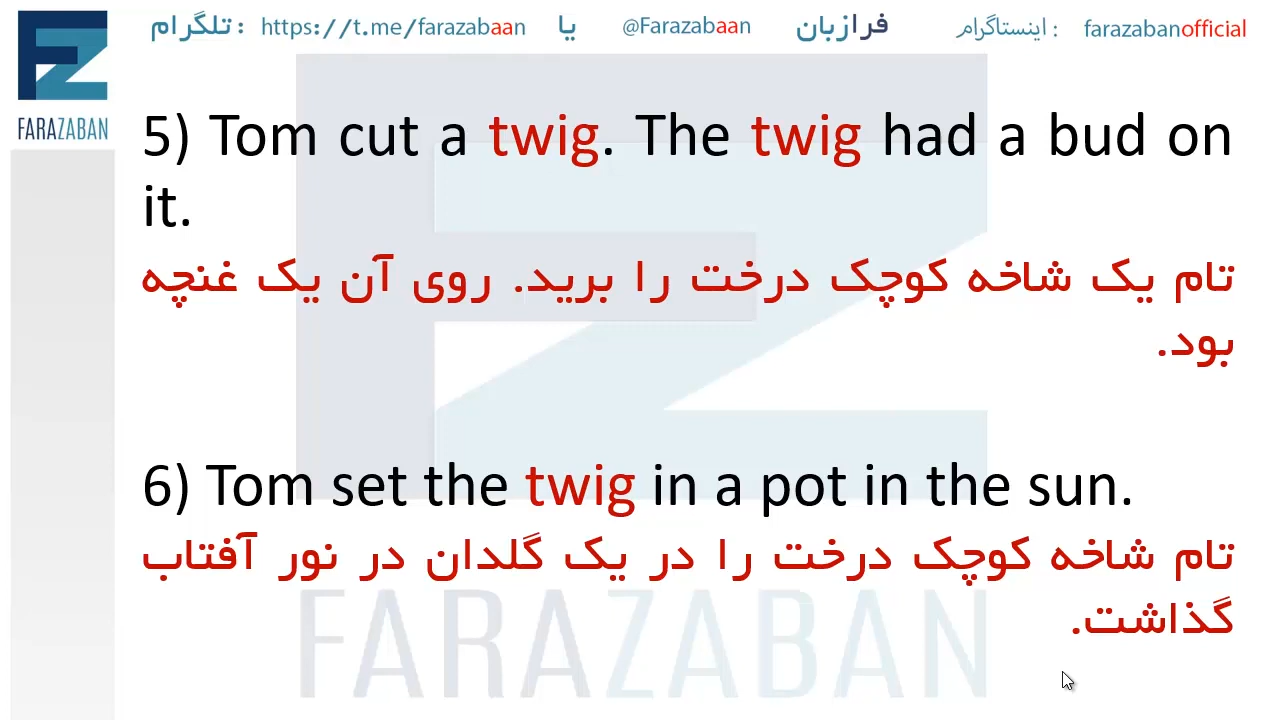 تلگرام : https://t.me/farazabaan یا @Farazabaan فرازبان اینستاگرام : farazabanofficial
FARAZABAN
5) Tom cut a twig. The twig had a bud on
it.
تام یک شاخه کوچک درخت را برید. روی آن یک غنچه
بود.
6) Tom set the twig in a pot in the sun.
تام شاخه کوچک درخت را در یک گلدان در نور آفتاب
گذاشت.
FARAZABAN